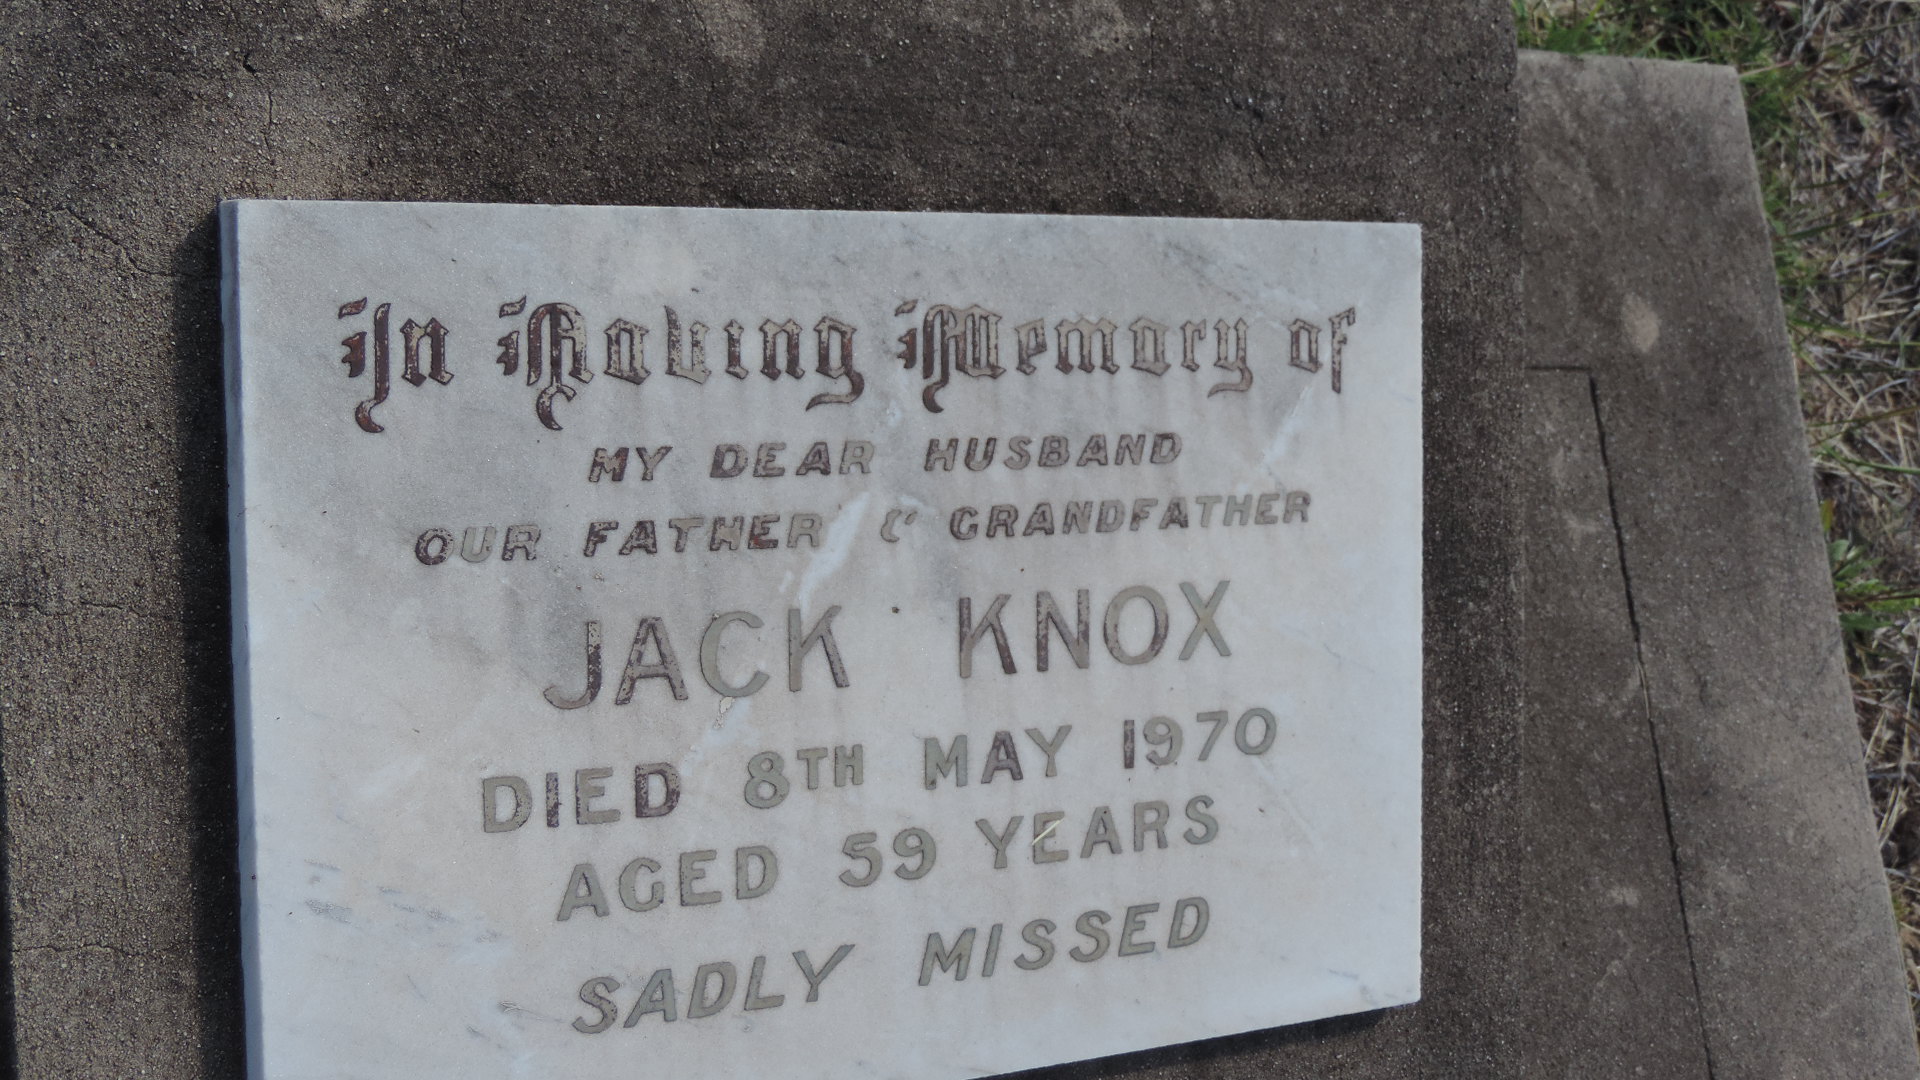 In Loving Memory of
MY DEAR HUSBAND
OUR FATHER & GRANDFATHER
JACK KNOX
DIED 8TH MAY 1970
AGED 59 YEARS
SADLY MISSED